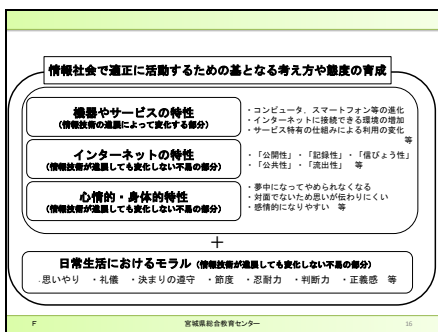 情報社会で適正に活動するための基となる考え方や態度の育成
機器やサービスの特性
(情報技術の進展によって変化する部分)
・コンピュータ、スマートフォン等の進化
・インターネットに接続できる環境の増加
・サービス特有の仕組みによる利用の変化
等
インターネットの特性
(情報技術が進展しても変化しない不易の部分)
・「公開性」・「記録性」・「信ぴょう性」
・「公共性」・「流出性」 等
心情的・身体的特性
(情報技術が進展しても変化しない不易の部分)
・夢中になってやめられなくなる
・対面でないため思いが伝わりにくい
・感情的になりやすい 等
+
日常生活におけるモラル (情報技術が進展しても変化しない不易の部分)
・思いやり ・礼儀 ・決まりの遵守 ・節度 ・忍耐力 ・判断力 ・正義感 等
F 宮城県総合教育センター 16